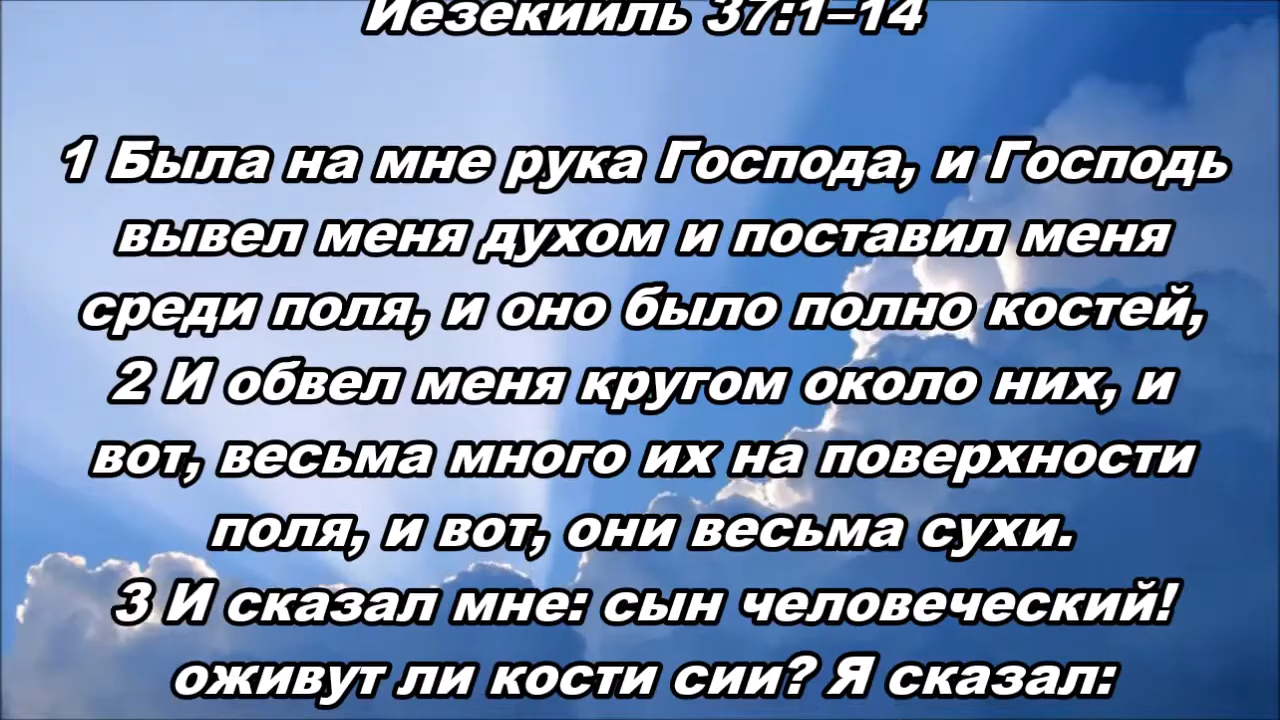 Иезекииль 37:1–14
1 Была на мне рука Господа, и Господь
вывел меня духом и поставил меня
среди поля, и оно было полно костей,
2 И обвел меня кругом около них, и
вот, весьма много их на поверхности
поля, и вот, они весьма сухи.
3 И сказал мне: сын человеческий!
оживут ли кости сии? Я сказал: